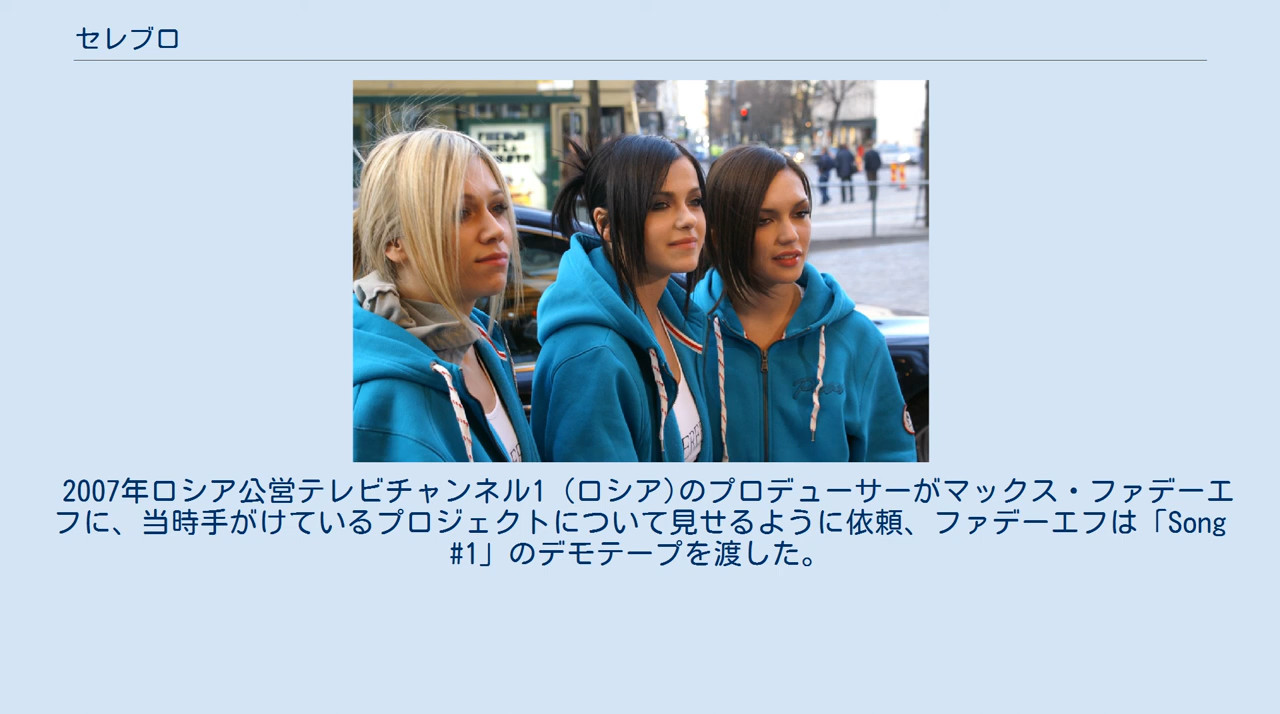 セレブロ
2007年ロシア公営テレビチャンネル1 (ロシア)のプロデューサーがマックス・ファデーエ
フに、当時手がけているプロジェクトについて見せるように依頼、ファデーエフは「Song
#1」のデモテープを渡した。